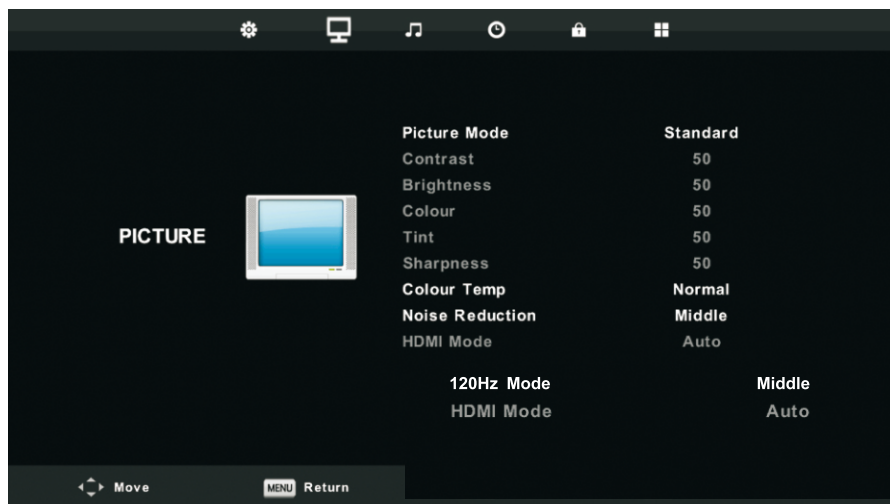 PICTURE
Picture Mode Standard
Contrast 50
Brightness 50
Colour 50
Tint 50
Sharpness 50
Colour Temp Normal
Noise Reduction Middle
HDMI Mode Auto
120Hz Mode Middle
HDMI Mode Auto
Move MENU Return